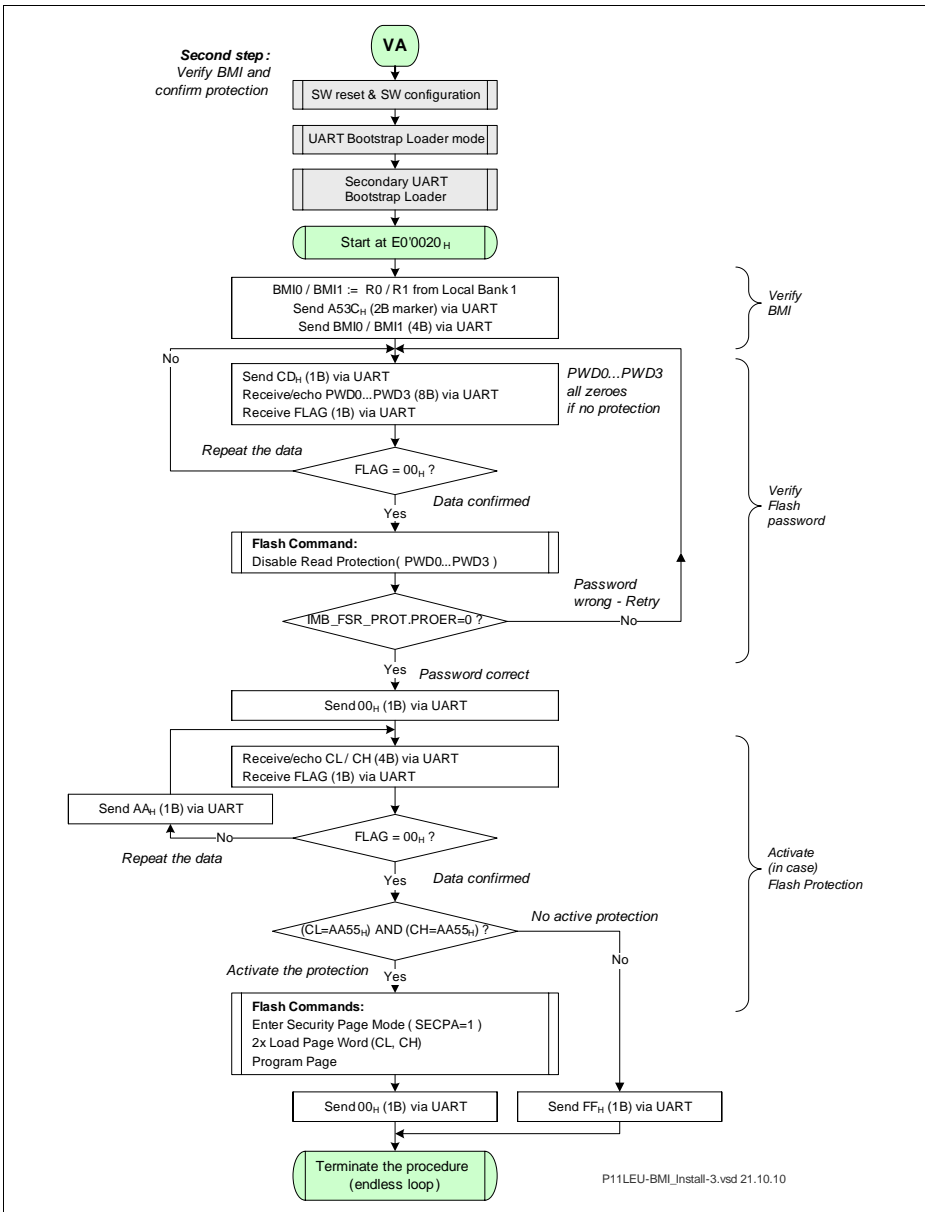 VA
Second step:
Verify BMI and
confirm protection
SW reset & SW configuration
UART Bootstrap Loader mode
Secondary UART
Bootstrap Loader
Start at E0'0020H
BMI0 / BMI1 := R0 / R1 from Local Bank 1
Send A53CH (2B marker) via UART
Send BMI0 / BMI1 (4B) via UART
Verify
BMI
No
Send CDH (1B) via UART
Receive/echo PWD0...PWD3 (8B) via UART
Receive FLAG (1B) via UART
PWD0...PWD3
all zeroes
if no protection
Repeat the data
FLAG = 00H ?
Data confirmed
Yes
Verify
Flash
password
Flash Command:
Disable Read Protection( PWD0...PWD3 )
Password
wrong - Retry
IMB_FSR_PROT.PROER=0 ?
No
Yes
Password correct
Send 00H (1B) via UART
Receive/echo CL / CH (4B) via UART
Receive FLAG (1B) via UART
Send AAH (1B) via UART
No
FLAG = 00H ?
Repeat the data
Yes
Data confirmed
Activate
(in case)
Flash Protection
(CL=AA55H) AND (CH=AA55H) ?
No active protection
No
Activate the protection
Yes
Flash Commands:
Enter Security Page Mode ( SECPA=1 )
2x Load Page Word (CL, CH)
Program Page
Send 00H (1B) via UART
Send FFH (1B) via UART
Terminate the procedure
(endless loop)
P11LEU-BMI_Install-3.vsd 21.10.10